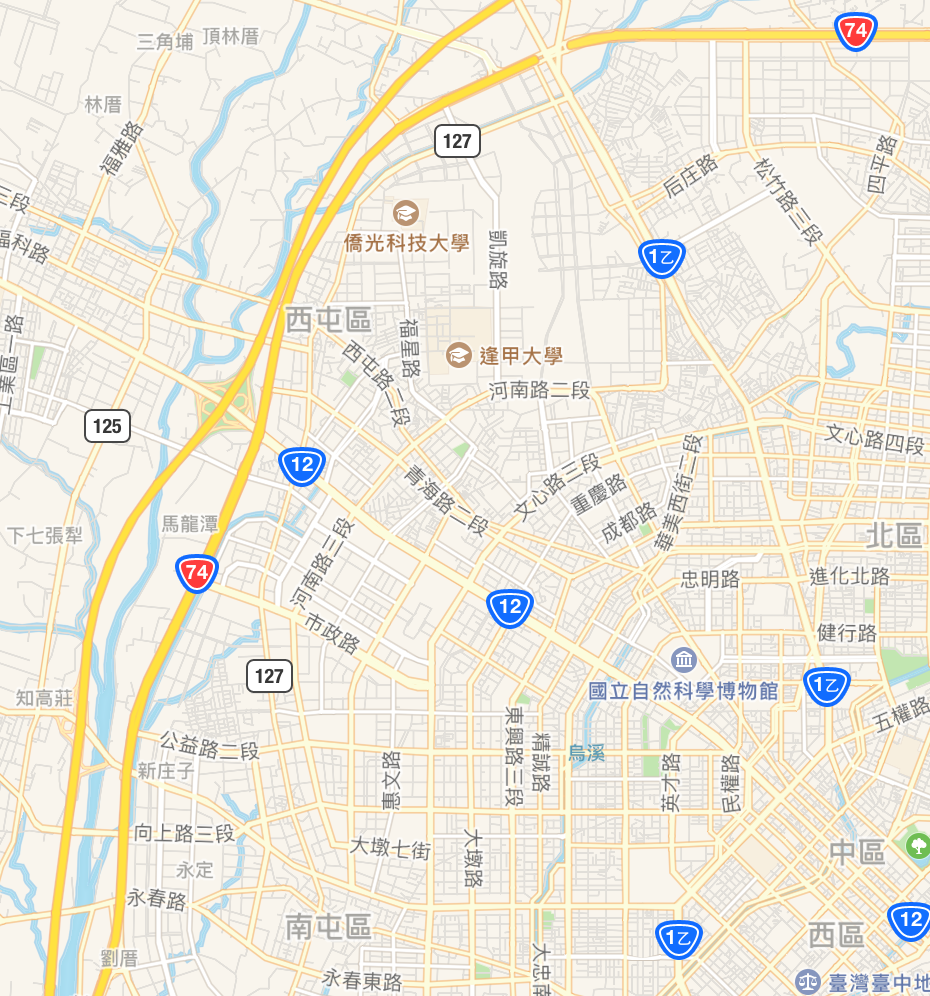 74
三角埔
頂林厝
林厝
127
福雅路
四平路
后庄路
松竹路三段
三段
福科路
僑光科技大學
凱旋路
1乙
西屯區
福星路
工業區一路
西屯路二段
逢甲大學
河南路二段
125
文心路四段
12
青海路二段
文心路三段
重慶路
華美西街二段
成都路
下七張犁
馬龍潭
北區
74
河南路三段
忠明路
進化北路
12
市政路
健行路
127
國立自然科學博物館
1乙
知高莊
五權路
東興路三段
公益路二段
精誠路
烏溪
新庄子
惠文路
英才路
民權路
向上路三段
大墩七街
大墩路
中區
永定
永春路
南屯區
1乙
西區
12
劉厝
永春東路
大忠南
臺灣臺中地